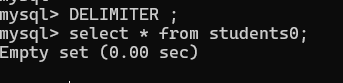 mysql> DELIMITER ;
mysql> select * from students0;
Empty set (0.00 sec)